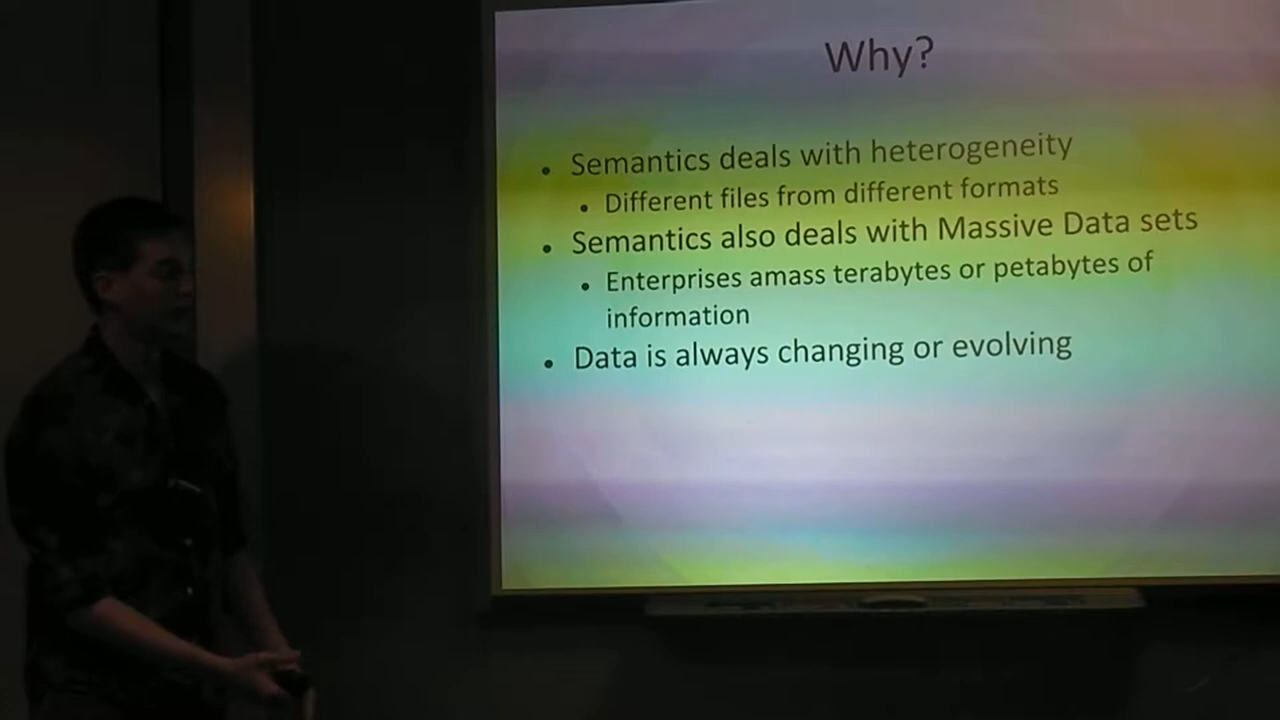 Why?
• Semantics deals with heterogeneity
• Different files from different formats
• Semantics also deals with Massive Data sets
• Enterprises amass terabytes or petabytes of
information
• Data is always changing or evolving